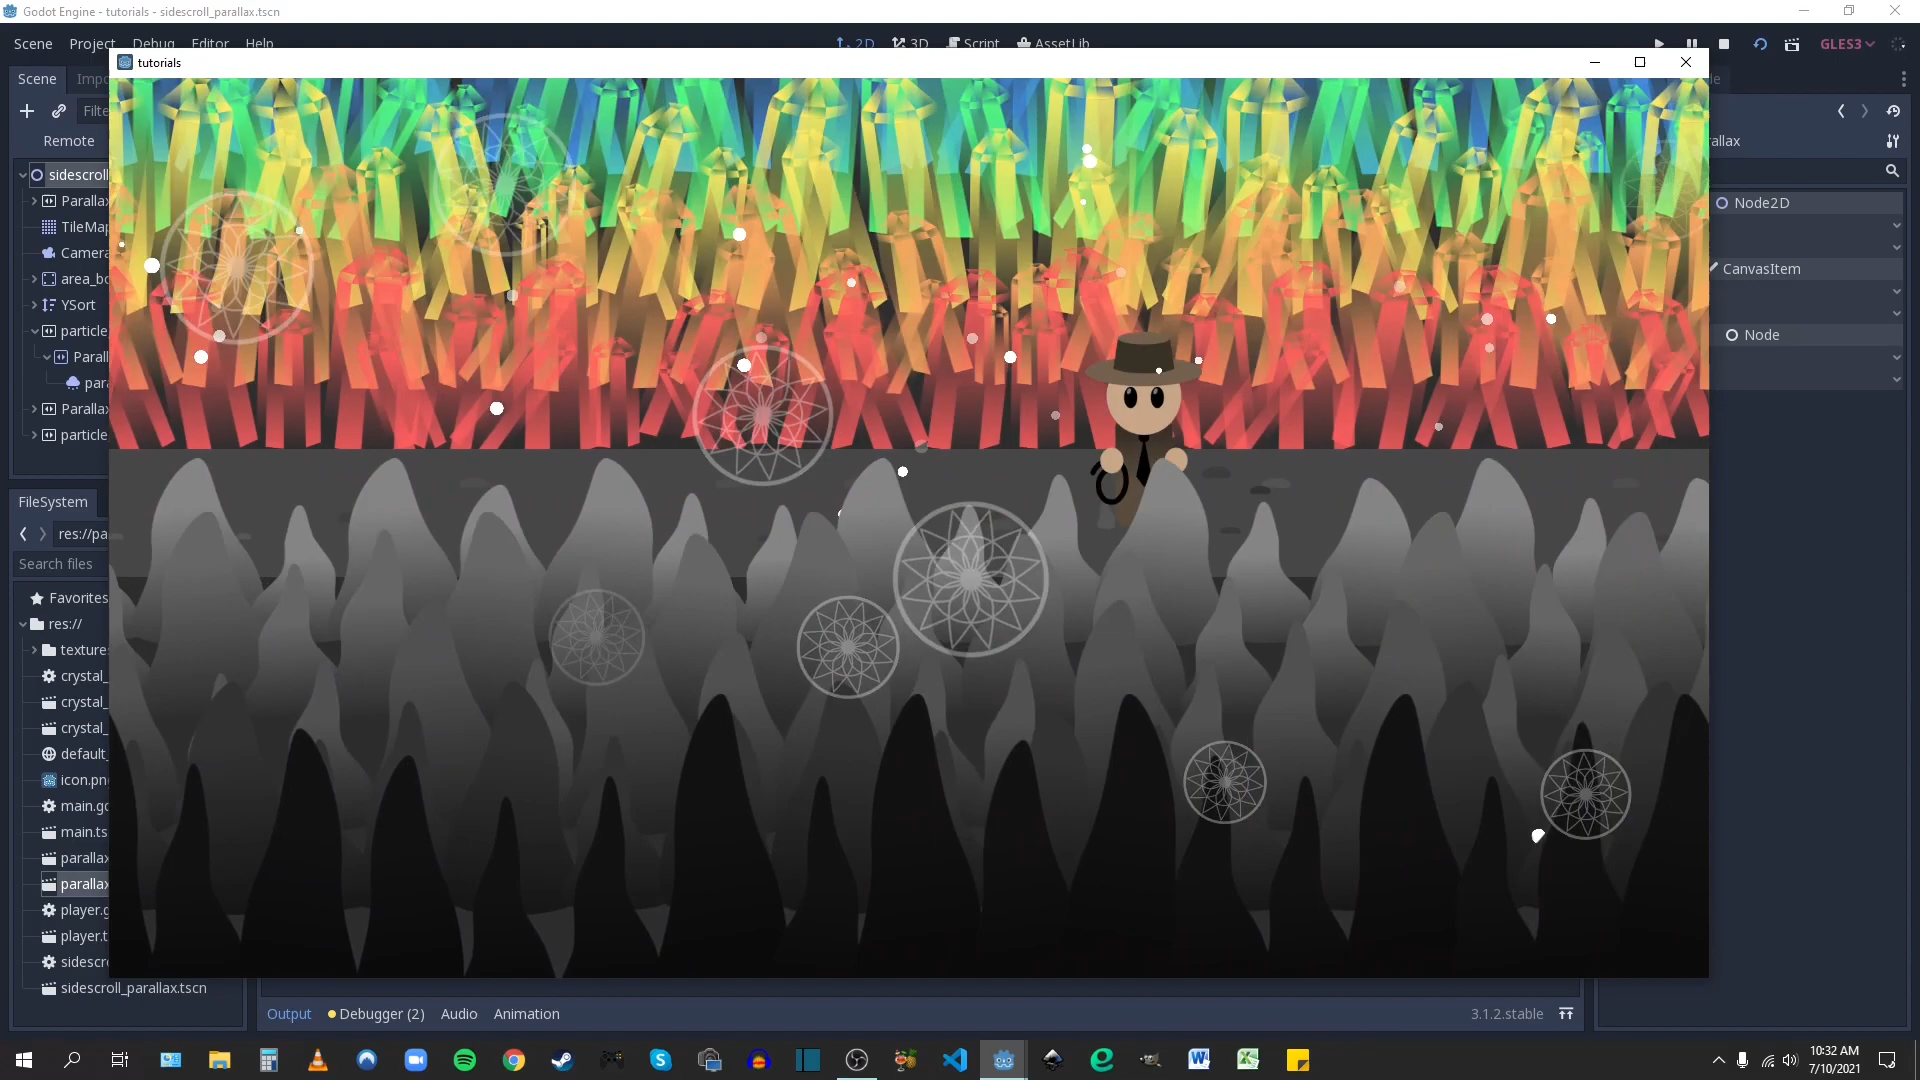 Godot Engine - tutorials - sidescroll_parallax.tscn
Scene Project Debug Editor Help
2D 3D Script AssetLib
GLES3
tutorials
Scene Impo
Filte
Remote
sidescroll
Parallax
TileMap
Camera
area_bo
YSort
particle
Parall
para
Parallax
particle
FileSystem
res://pa
Search files
Favorites
res://
texture
crystal_
crystal_
crystal_
default_
icon.pn
main.gd
main.ts
parallax
parallax
player.g
player.t
sidescro
sidescroll_parallax.tscn
rallax
Node2D
CanvasItem
Node
Output Debugger (2) Audio Animation
3.1.2.stable
10:32 AM
7/10/2021